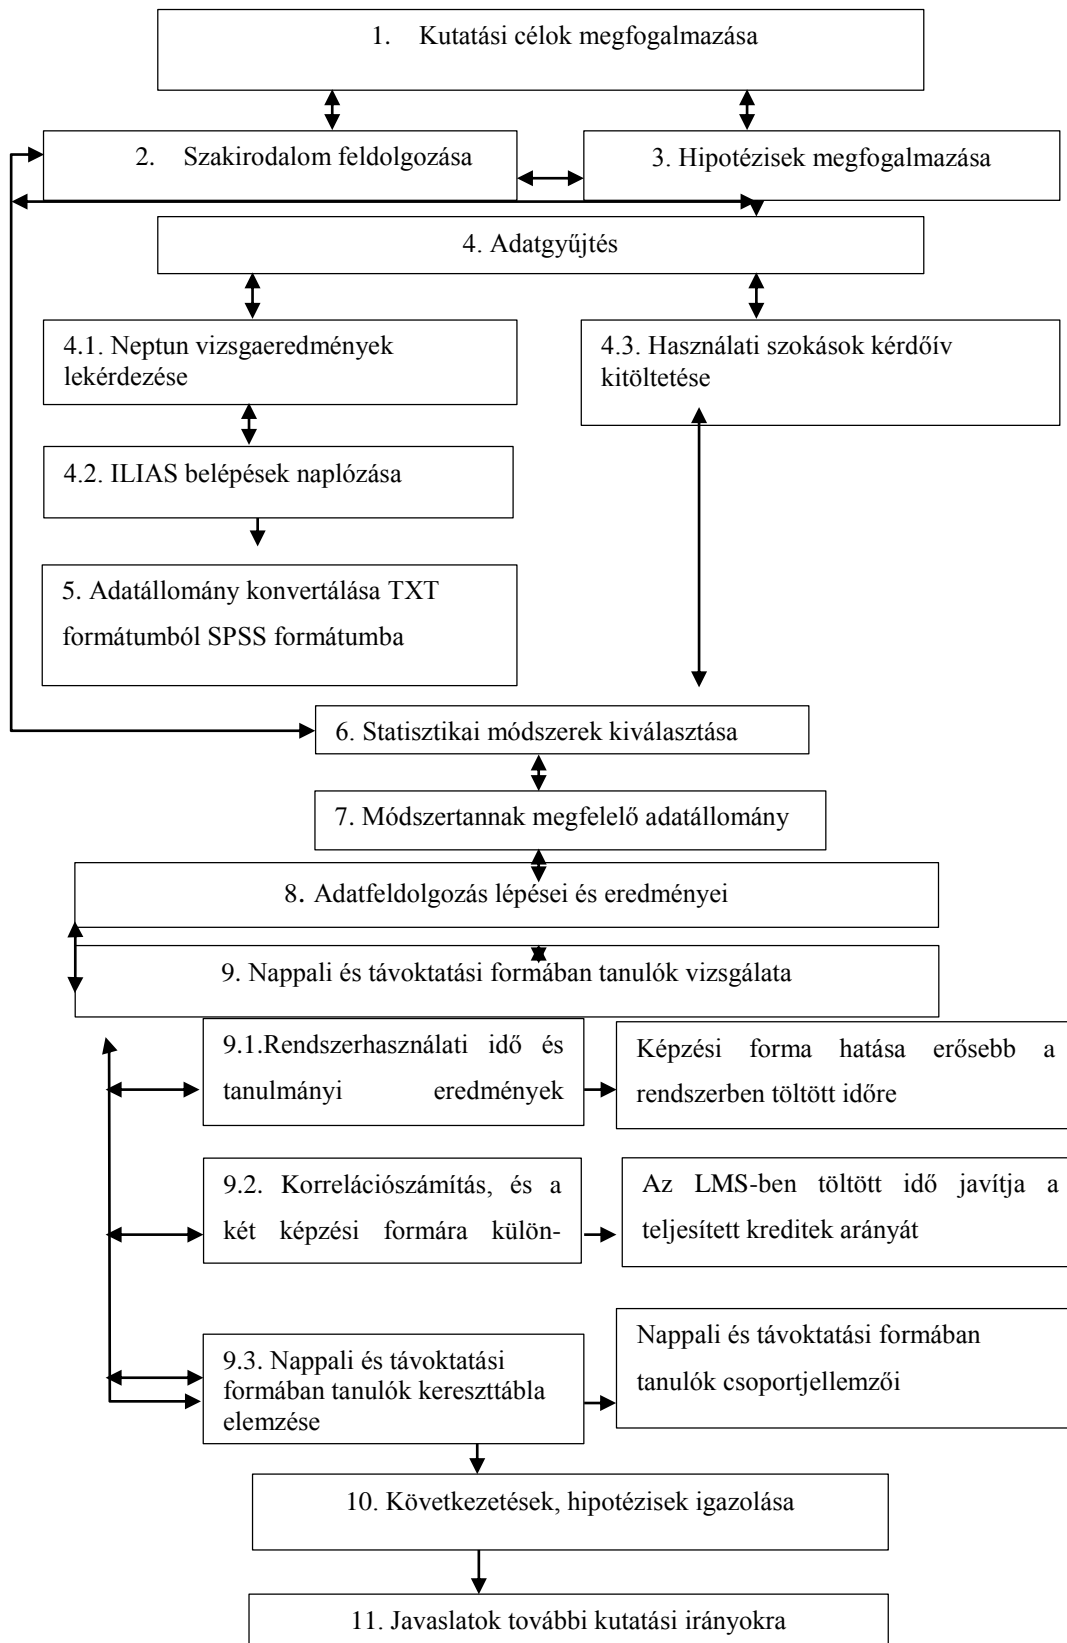 1. Kutatási célok megfogalmazása
2. Szakirodalom feldolgozása
3. Hipotézisek megfogalmazása
4. Adatgyűjtés
4.1. Neptun vizsgaeredmények
lekérdezése
4.3. Használati szokások kérdőív
kitöltetése
4.2. ILIAS belépések naplózása
5. Adatállomány konvertálása TXT
formátumból SPSS formátumba
6. Statisztikai módszerek kiválasztása
7. Módszertannak megfelelő adatállomány
8. Adatfeldolgozás lépései és eredményei
9. Nappali és távoktatási formában tanulók vizsgálata
9.1.Rendszerhasználati idő és
tanulmányi eredmények
Képzési forma hatása erősebb a
rendszerben töltött időre
9.2. Korrelációszámítás, és a
két képzési formára külön-
Az LMS-ben töltött idő javítja a
teljesített kreditek arányát
9.3. Nappali és távoktatási
formában tanulók kereszttábla
elemzése
Nappali és távoktatási formában
tanulók csoportjellemzői
10. Következetések, hipotézisek igazolása
11. Javaslatok további kutatási irányokra